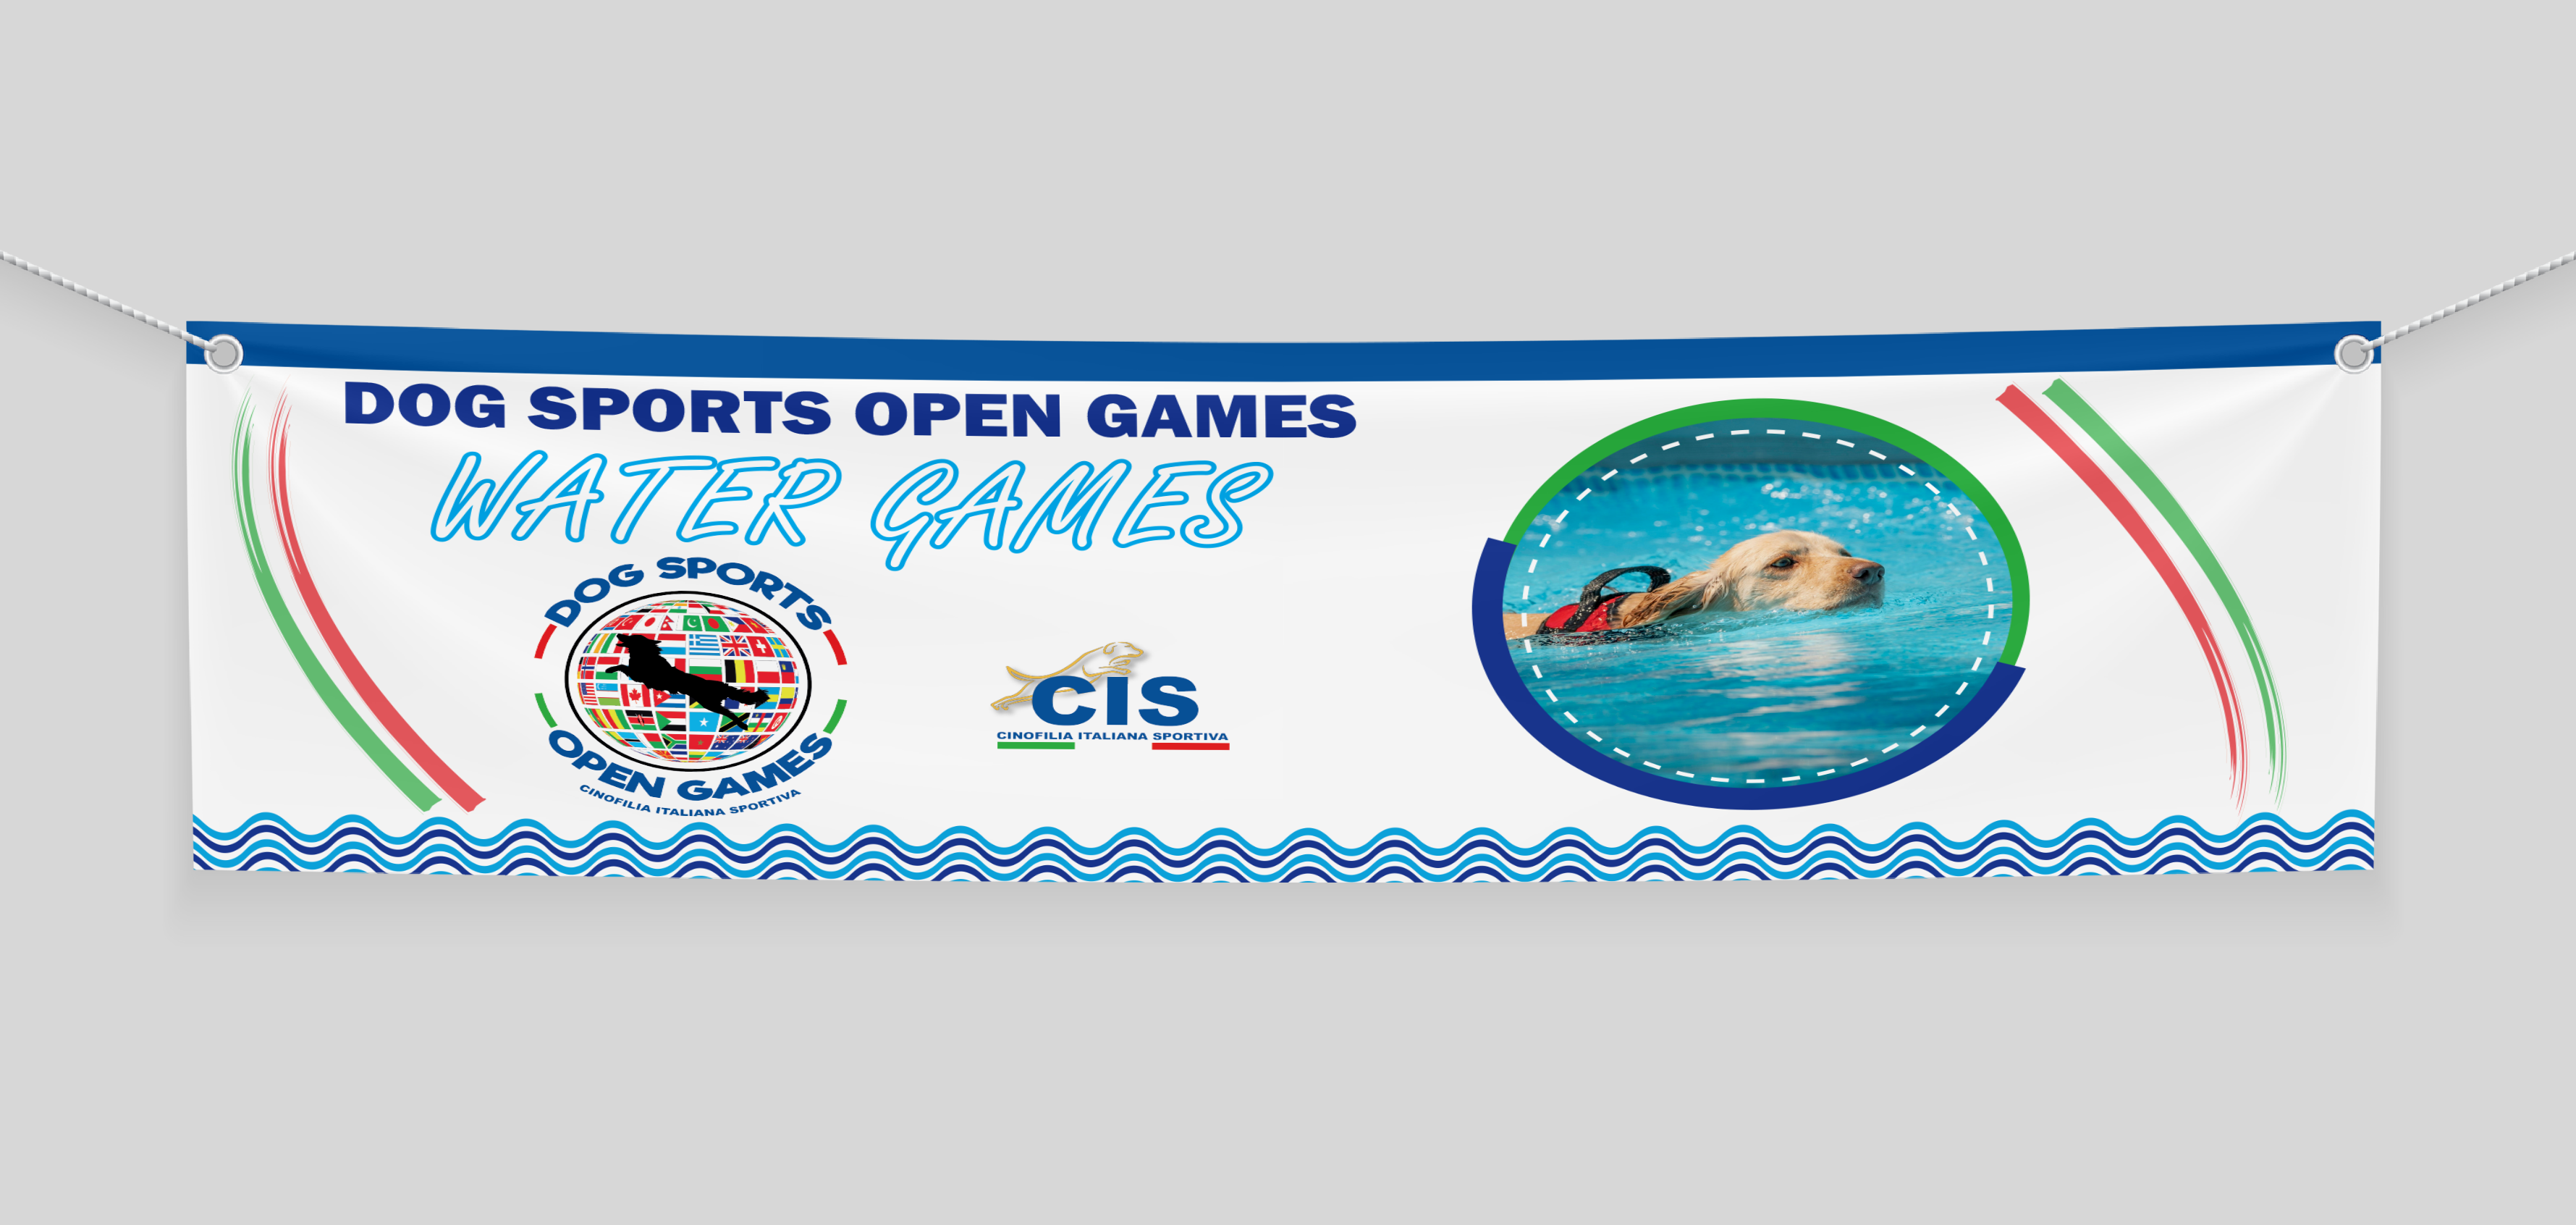 DOG SPORTS OPEN GAMES
WATER GAMES
DOG SPORTS
OPEN GAMES
CINOFILIA ITALIANA SPORTIVA
CIS
CINOFILIA ITALIANA SPORTIVA